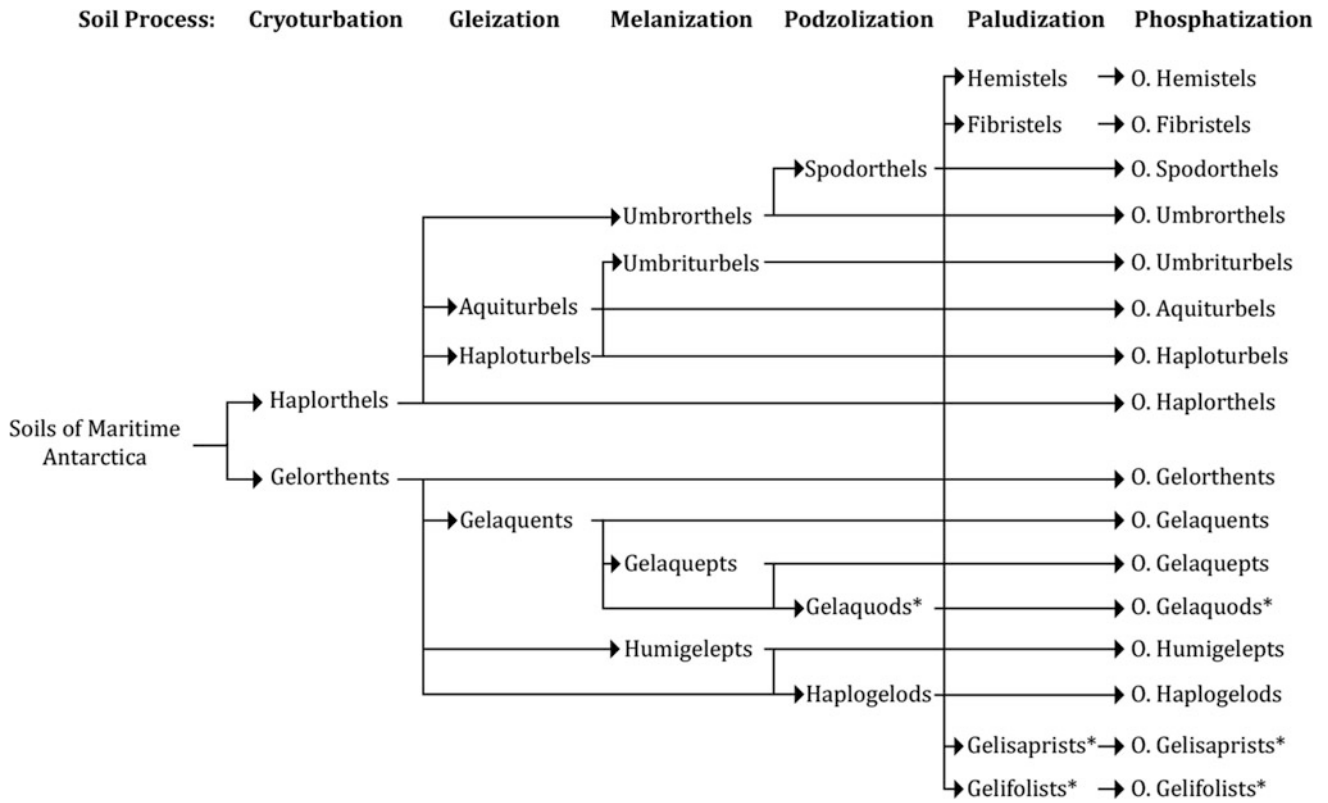 Soil Process: Cryoturbation Gleization Melanization Podzolization Paludization Phosphatization
Hemistels O. Hemistels
Fibristels O. Fibristels
Spodorthels O. Spodorthels
Umbrorthels O. Umbrorthels
Umbriturbels O. Umbriturbels
Aquiturbels O. Aquiturbels
Haploturbels O. Haploturbels
Haplorthels O. Haplorthels
Soils of Maritime
Antarctica
Gelorthents O. Gelorthents
Gelaquents O. Gelaquents
Gelaquepts O. Gelaquepts
Gelaquods* O. Gelaquods*
Humigelepts O. Humigelepts
Haplogelods O. Haplogelods
Gelisaprists* O. Gelisaprists*
Gelifolists* O. Gelifolists*